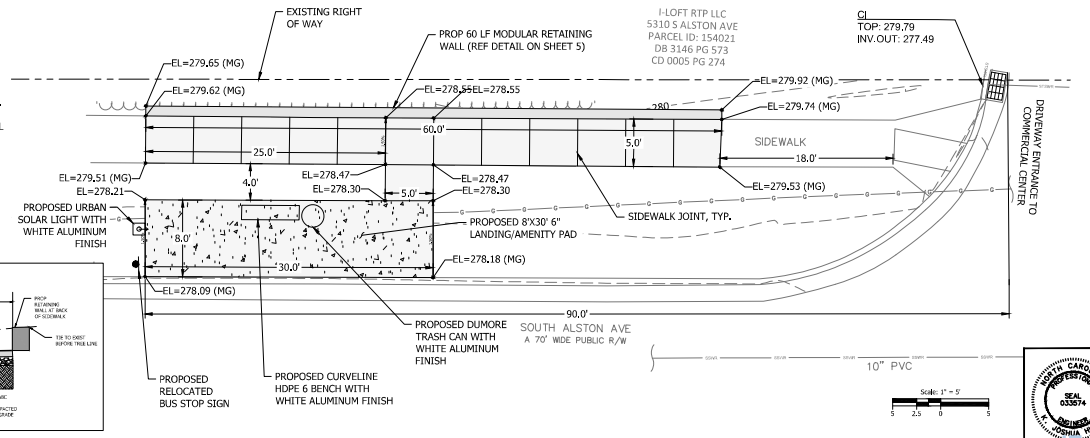 EXISTING RIGHT
OF WAY
PROP 60 LF MODULAR RETAINING
WALL (REF DETAIL ON SHEET 5)
I-LOFT RTP LLC
5310 S ALSTON AVE
PARCEL ID: 154021
DB 3146 PG 573
CD 0005 PG 274
CI
TOP: 279.79
INV.OUT: 277.49
EL=279.65 (MG)
EL=279.62 (MG)
EL=278.55
EL=278.55
280
EL=279.92 (MG)
EL=279.74 (MG)
60.0'
25.0'
5.0'
SIDEWALK
18.0'
DRIVEWAY ENTRANCE TO
COMMERCIAL CENTER
EL=279.51 (MG)
EL=278.21
4.0'
EL=278.47
EL=278.30
5.0'
EL=278.47
EL=278.30
EL=279.53 (MG)
G
G
G
G
G
G
G
G
G
G
PROPOSED URBAN
SOLAR LIGHT WITH
WHITE ALUMINUM
FINISH
8.0'
PROPOSED 8'X30' 6"
LANDING/AMENITY PAD
SIDEWALK JOINT, TYP.
30.0'
EL=278.18 (MG)
EL=278.09 (MG)
90.0'
PROP
RETAINING
WALL AT BACK
OF SIDEWALK
TIE TO EXIST
BEFORE TREE LINE
PROPOSED
RELOCATED
BUS STOP SIGN
PROPOSED CURVELINE
HDPE 6 BENCH WITH
WHITE ALUMINUM FINISH
PROPOSED DUMORE
TRASH CAN WITH
WHITE ALUMINUM
FINISH
SOUTH ALSTON AVE
A 70' WIDE PUBLIC R/W
10" PVC
Scale: 1" = 5'
5 2.5 0 5
NORTH CARO
PROFESSION
SEAL
033574
ENGINEER
JOSHUA